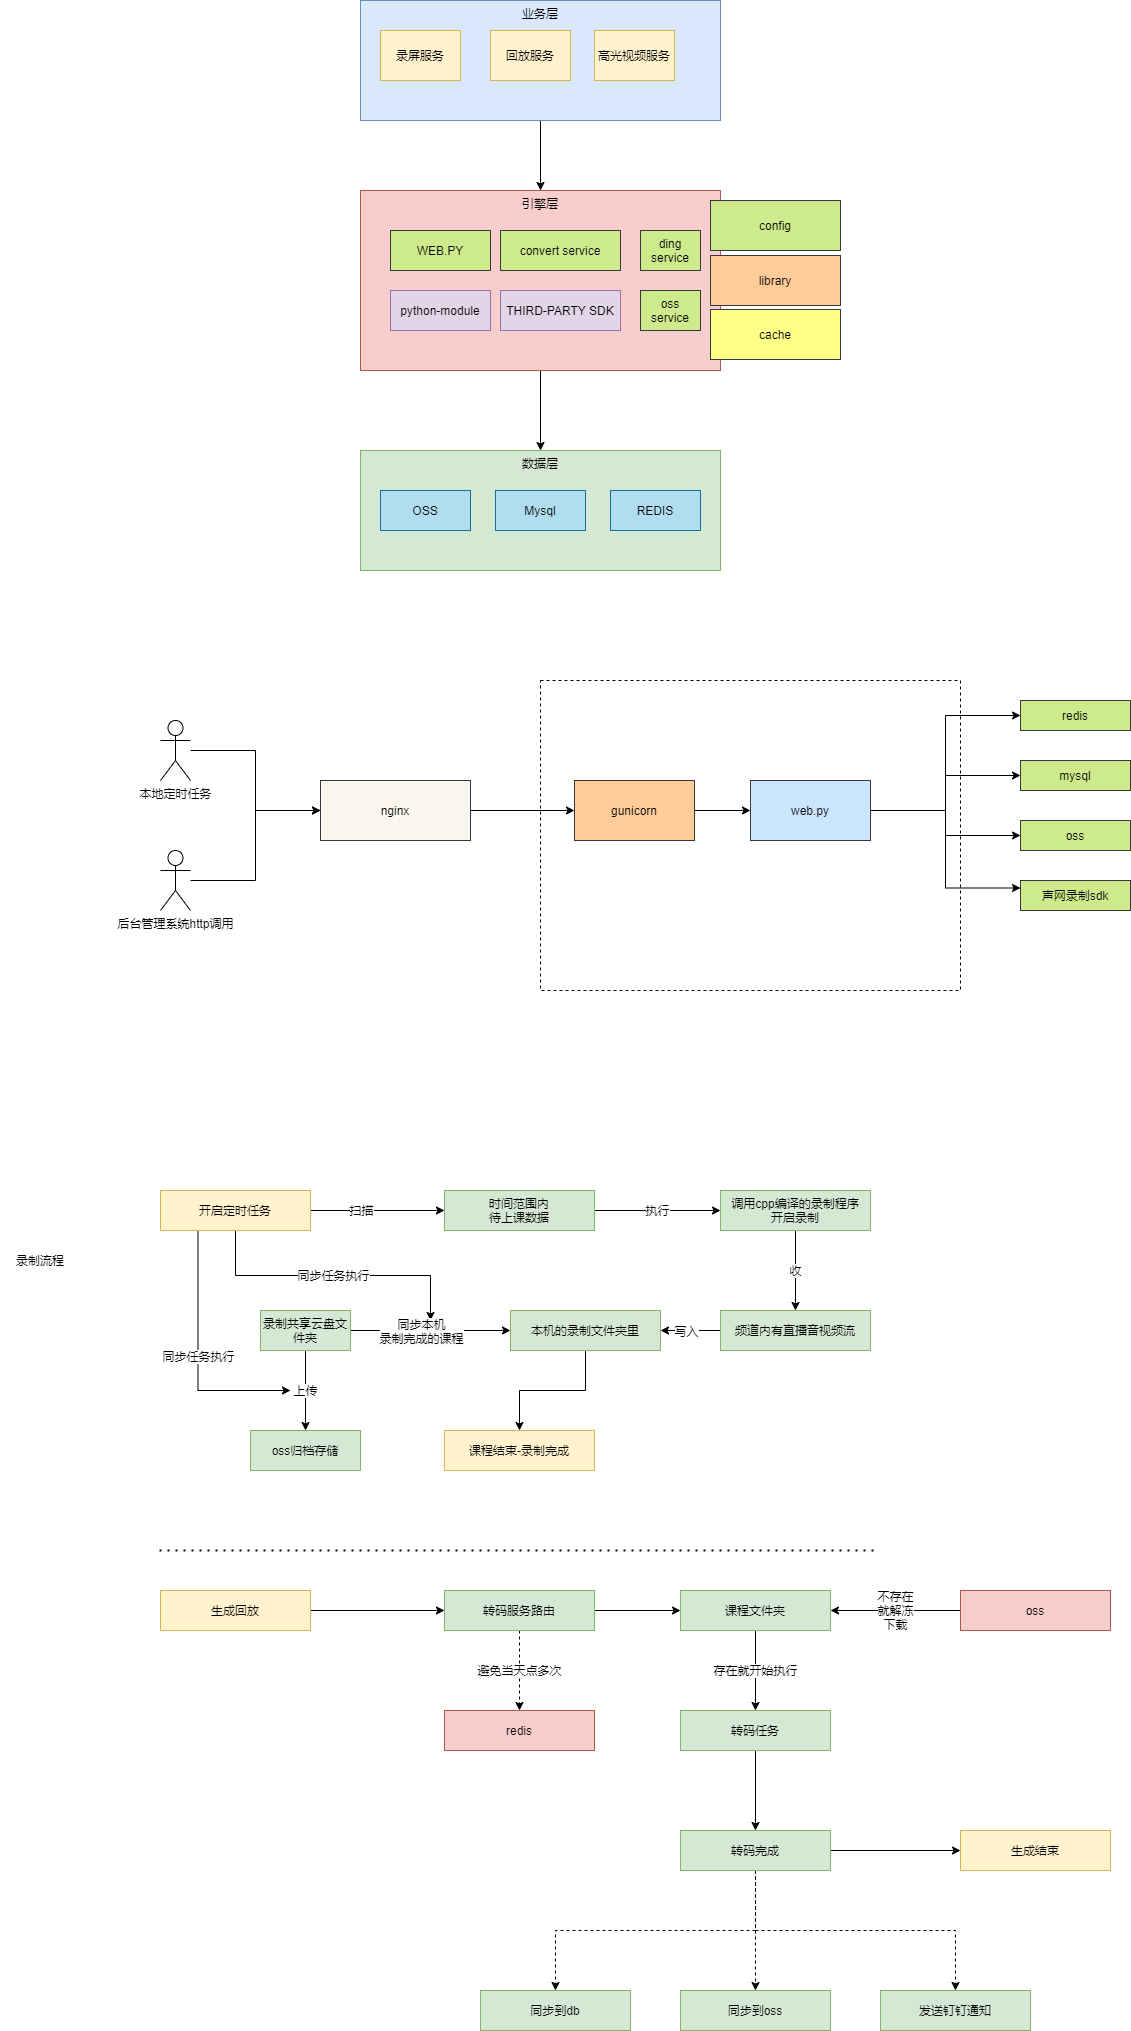 业务层
录屏服务
回放服务
高光视频服务
引擎层
WEB.PY
convert service
ding
service
config
library
python-module
THIRD-PARTY SDK
oss
service
cache
数据层
OSS
Mysql
REDIS
本地定时任务
后台管理系统http调用
nginx
gunicorn
web.py
redis
mysql
oss
声网录制sdk
录制流程
开启定时任务
扫描
时间范围内
待上课数据
执行
调用cpp编译的录制程序
开启录制
收
同步任务执行
录制共享云盘文
件夹
同步本机
录制完成的课程
本机的录制文件夹里
写入
频道内有直播音视频流
同步任务执行
上传
oss归档存储
课程结束-录制完成
生成回放
转码服务路由
课程文件夹
不存在
就解冻
下载
oss
避免当天点多次
存在就开始执行
redis
转码任务
转码完成
生成结束
同步到db
同步到oss
发送钉钉通知